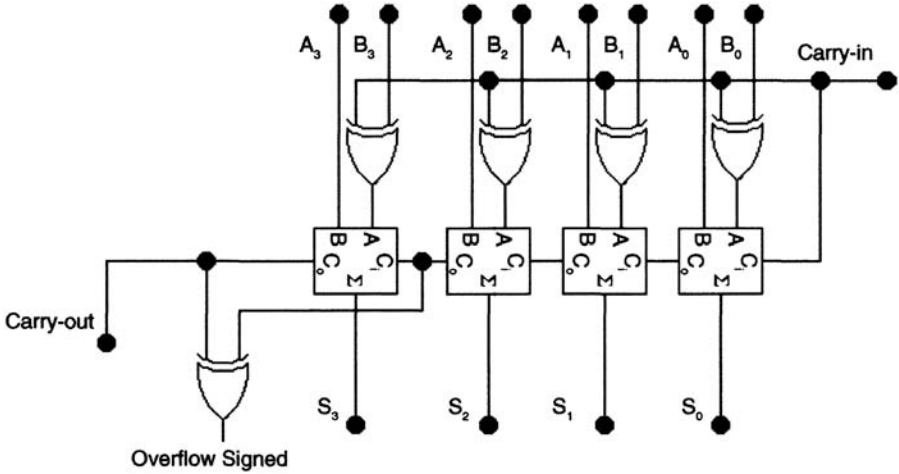 A₃ B₃ A₂ B₂ A₁ B₁ A₀ B₀ Carry-in
B A B A B A B A
Cₒ Cᵢ Cₒ Cᵢ Cₒ Cᵢ Cₒ Cᵢ
Σ Σ Σ Σ
Carry-out
S₃ S₂ S₁ S₀
Overflow Signed